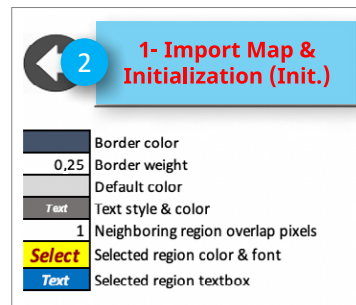 2
1- Import Map &
Initialization (Init.)
Border color
0,25 Border weight
Default color
Text Text style & color
1 Neighboring region overlap pixels
Select Selected region color & font
Text Selected region textbox